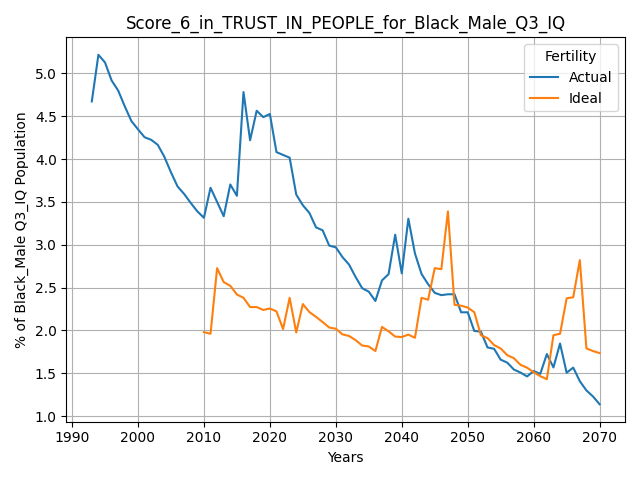 Score_6_in_TRUST_IN_PEOPLE_for_Black_Male_Q3_IQ
Fertility
Actual
Ideal
% of Black_Male Q3_IQ Population
5.0
4.5
4.0
3.5
3.0
2.5
2.0
1.5
1.0
1990 2000 2010 2020 2030 2040 2050 2060 2070
Years